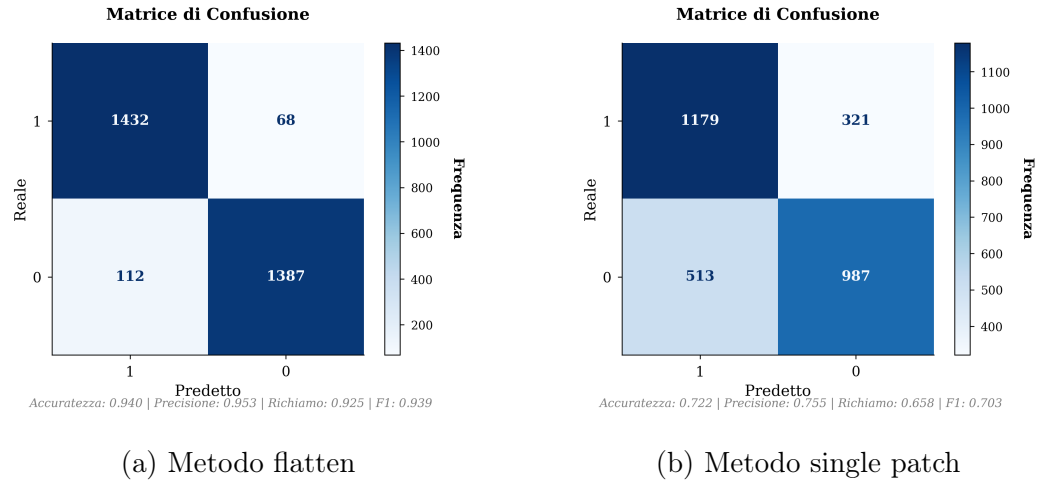 Matrice di Confusione
1
1432
68
0
112
1387
Reale
1
0
Predetto
Accuratezza: 0.940 | Precisione: 0.953 | Richiamo: 0.925 | F1: 0.939
1400
1200
1000
800
600
400
200
Frequenza
(a) Metodo flatten
Matrice di Confusione
1
1179
321
0
513
987
Reale
1
0
Predetto
Accuratezza: 0.722 | Precisione: 0.755 | Richiamo: 0.658 | F1: 0.703
1100
1000
900
800
700
600
500
400
Frequenza
(b) Metodo single patch